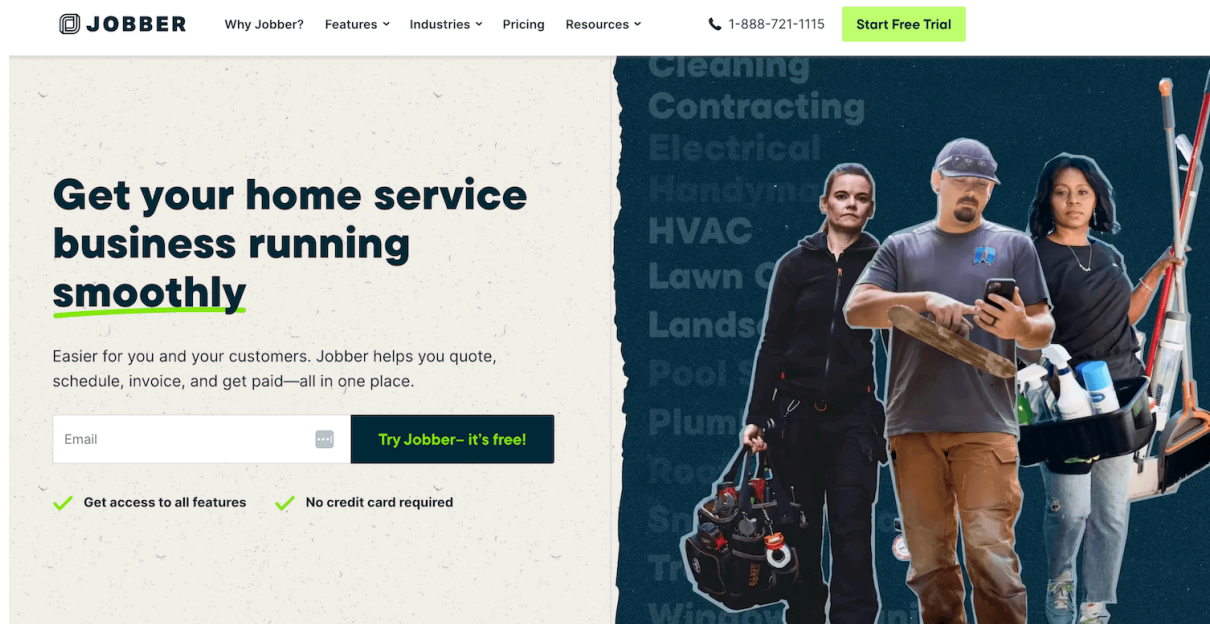 JOBBER
Why Jobber?
Features
Industries
Pricing
Resources
1-888-721-1115
Start Free Trial
Get your home service
business running
smoothly
Easier for you and your customers. Jobber helps you quote,
schedule, invoice, and get paid—all in one place.
Email
Try Jobber– it's free!
Get access to all features
No credit card required
Cleaning
Contracting
Electrical
HVAC
Lawn
Pool